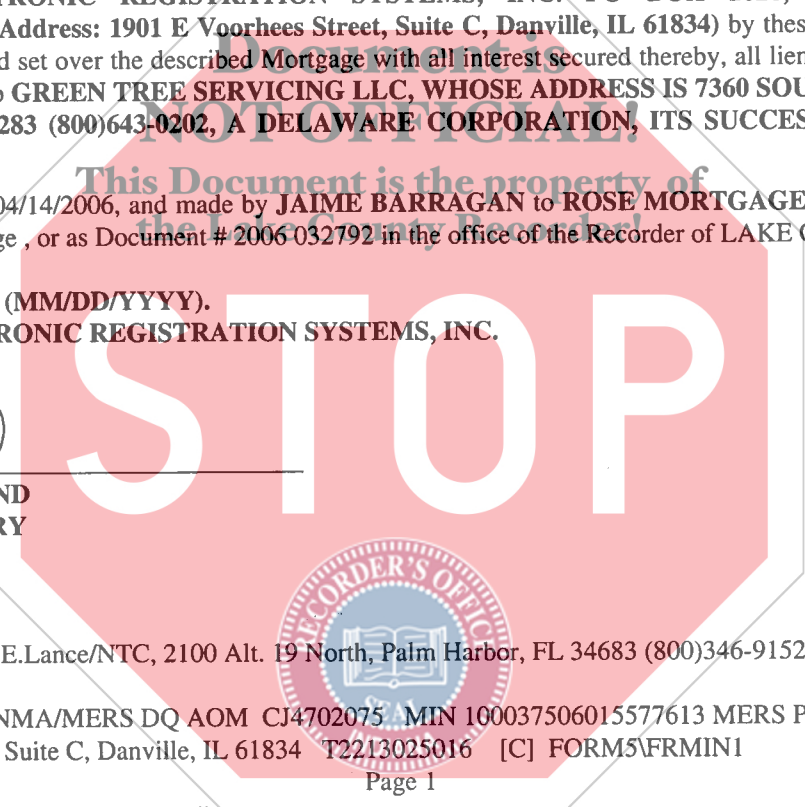 TRONIC REGISTRATION SYSTEMS, INC.
Address: 1901 E Voorhees Street, Suite C, Danville, IL 61834) by thes
d set over the described Mortgage with all interest secured thereby, all lien
o GREEN TREE SERVICING LLC, WHOSE ADDRESS IS 7360 SOU
283 (800)643-0202, A DELAWARE CORPORATION, ITS SUCCES
Document is
NOT OFFICIAL!
This Document is the property of
the Lake County Recorder!
04/14/2006, and made by JAIME BARRAGAN to ROSE MORTGAGE
ge , or as Document # 2006 032792 in the office of the Recorder of LAKE C
(MM/DD/YYYY).
RONIC REGISTRATION SYSTEMS, INC.
STOP
ND
RY
RECORDER'S OFFICE
SEAL
E.Lance/NTC, 2100 Alt. 19 North, Palm Harbor, FL 34683 (800)346-9152
NMA/MERS DQ AOM CJ4702075 MIN 100037506015577613 MERS P
Suite C, Danville, IL 61834 T2213025016 [C] FORM5\FRMIN1
Page 1